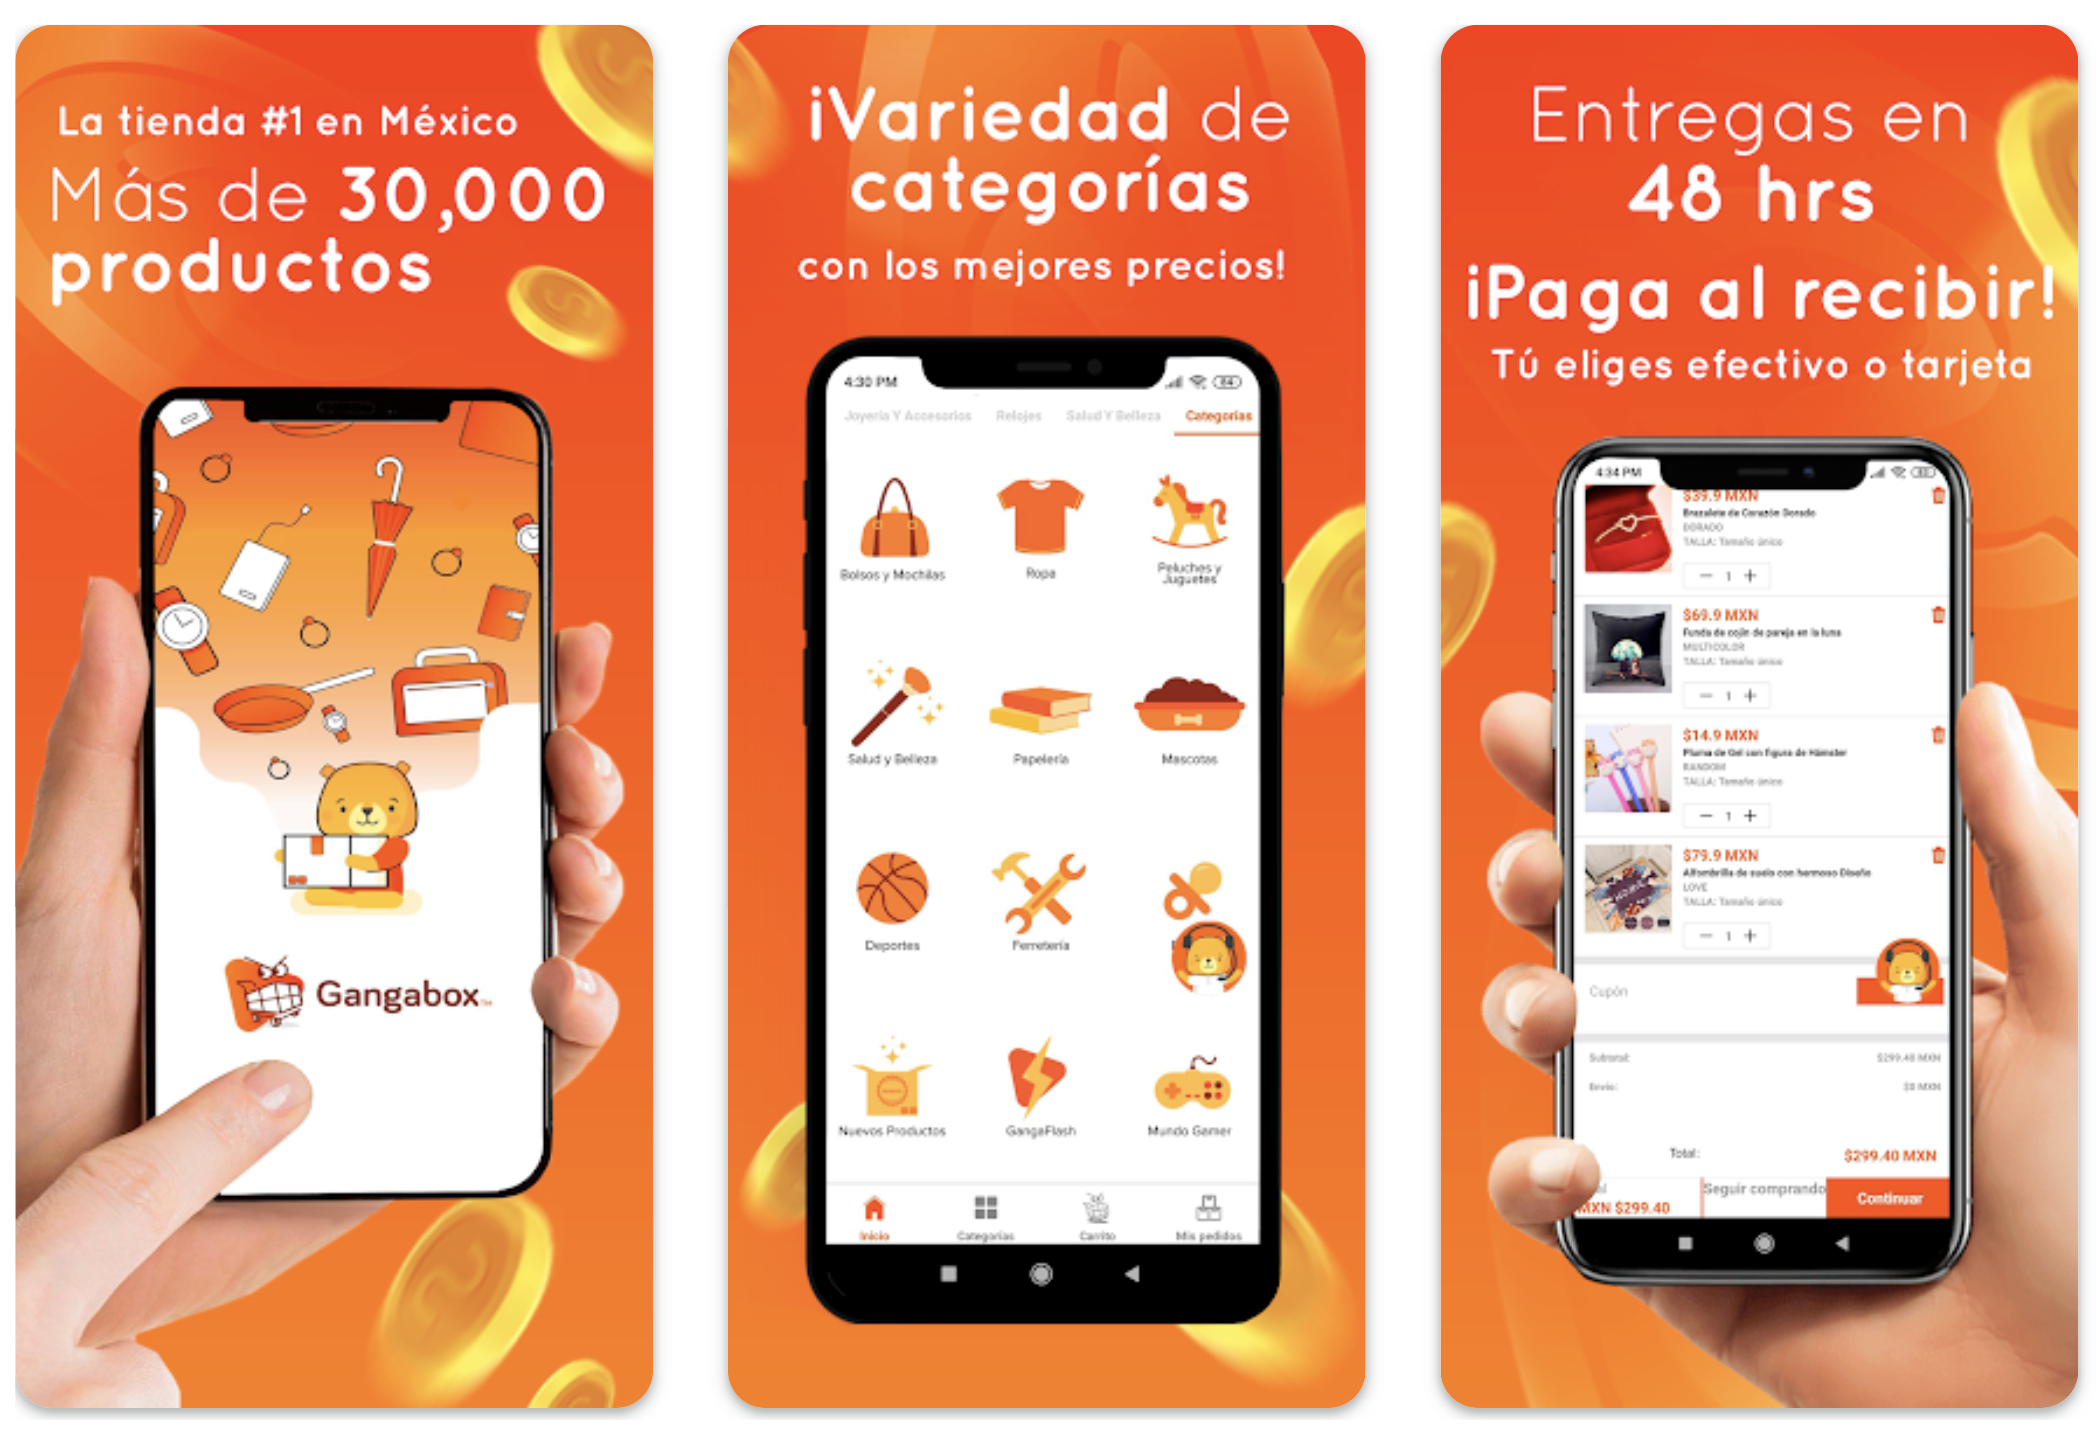 La tienda #1 en México
Más de 30,000
productos
Gangabox
¡Variedad de
categorías
con los mejores precios!
4:30 PM
84
Joyería Y Accesorios Relojes Salud Y Belleza Categorías
Bolsos y Mochilas Ropa Peluches y
Juguetes
Salud y Belleza Papelería Mascotas
Deportes Ferretería
Nuevos Productos GangaFlash Mundo Gamer
Inicio Categorías Carrito Mis pedidos
Entregas en
48 hrs
¡Paga al recibir!
Tú eliges efectivo o tarjeta
4:34 PM
$39.9 MXN
Brazalete de Corazón Dorado
DORADO
TALLA: Tamaño único
— 1 +
$69.9 MXN
Funda de cojín de pareja en la luna
MULTICOLOR
TALLA: Tamaño único
— 1 +
$14.9 MXN
Pluma de Gel con figura de Hámster
RANDOM
TALLA: Tamaño único
— 1 +
$79.9 MXN
Alfombrilla de suelo con hermoso Diseño
LOVE
TALLA: Tamaño único
— 1 +
Cupón
Subtotal: $299.40 MXN
Envío: $0 MXN
Total: $299.40 MXN
MXN $299.40
Seguir comprando
Continuar